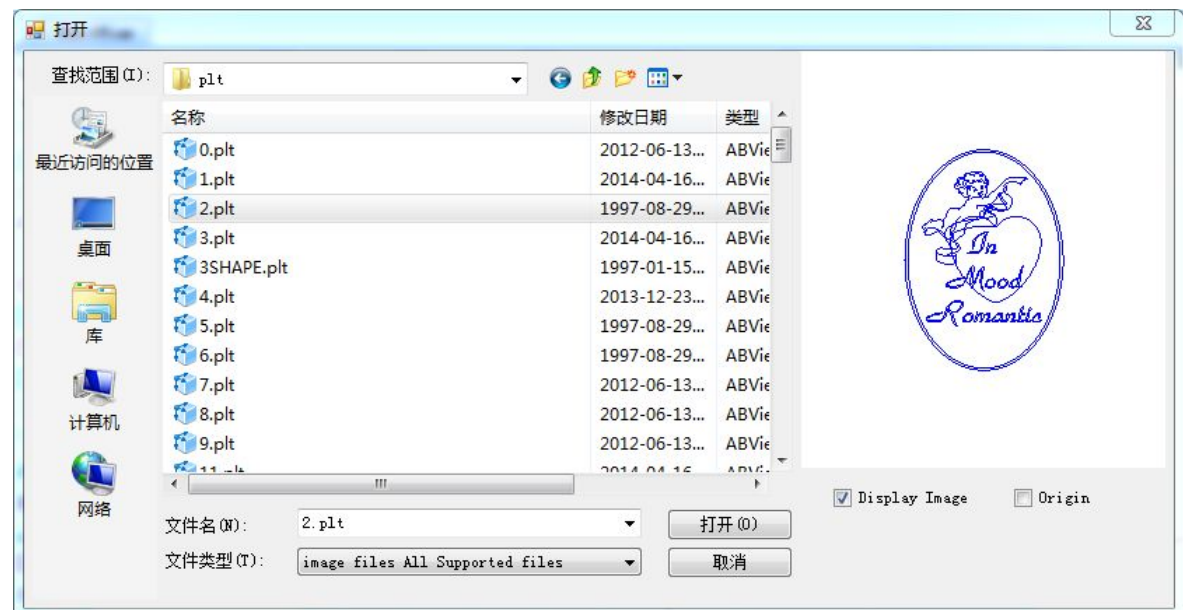 打开
查找范围(I): plt
名称 修改日期 类型
0.plt 2012-06-13... ABVie
1.plt 2014-04-16... ABVie
2.plt 1997-08-29... ABVie
3.plt 2014-04-16... ABVie
3SHAPE.plt 1997-01-15... ABVie
4.plt 2013-12-23... ABVie
5.plt 1997-08-29... ABVie
6.plt 1997-08-29... ABVie
7.plt 2012-06-13... ABVie
8.plt 2012-06-13... ABVie
9.plt 2012-06-13... ABVie
11.plt 2014-04-16
最近访问的位置
桌面
库
计算机
网络
文件名(N): 2.plt 打开(O)
文件类型(T): image files All Supported files 取消
In
Mood
Romantic
Display Image Origin